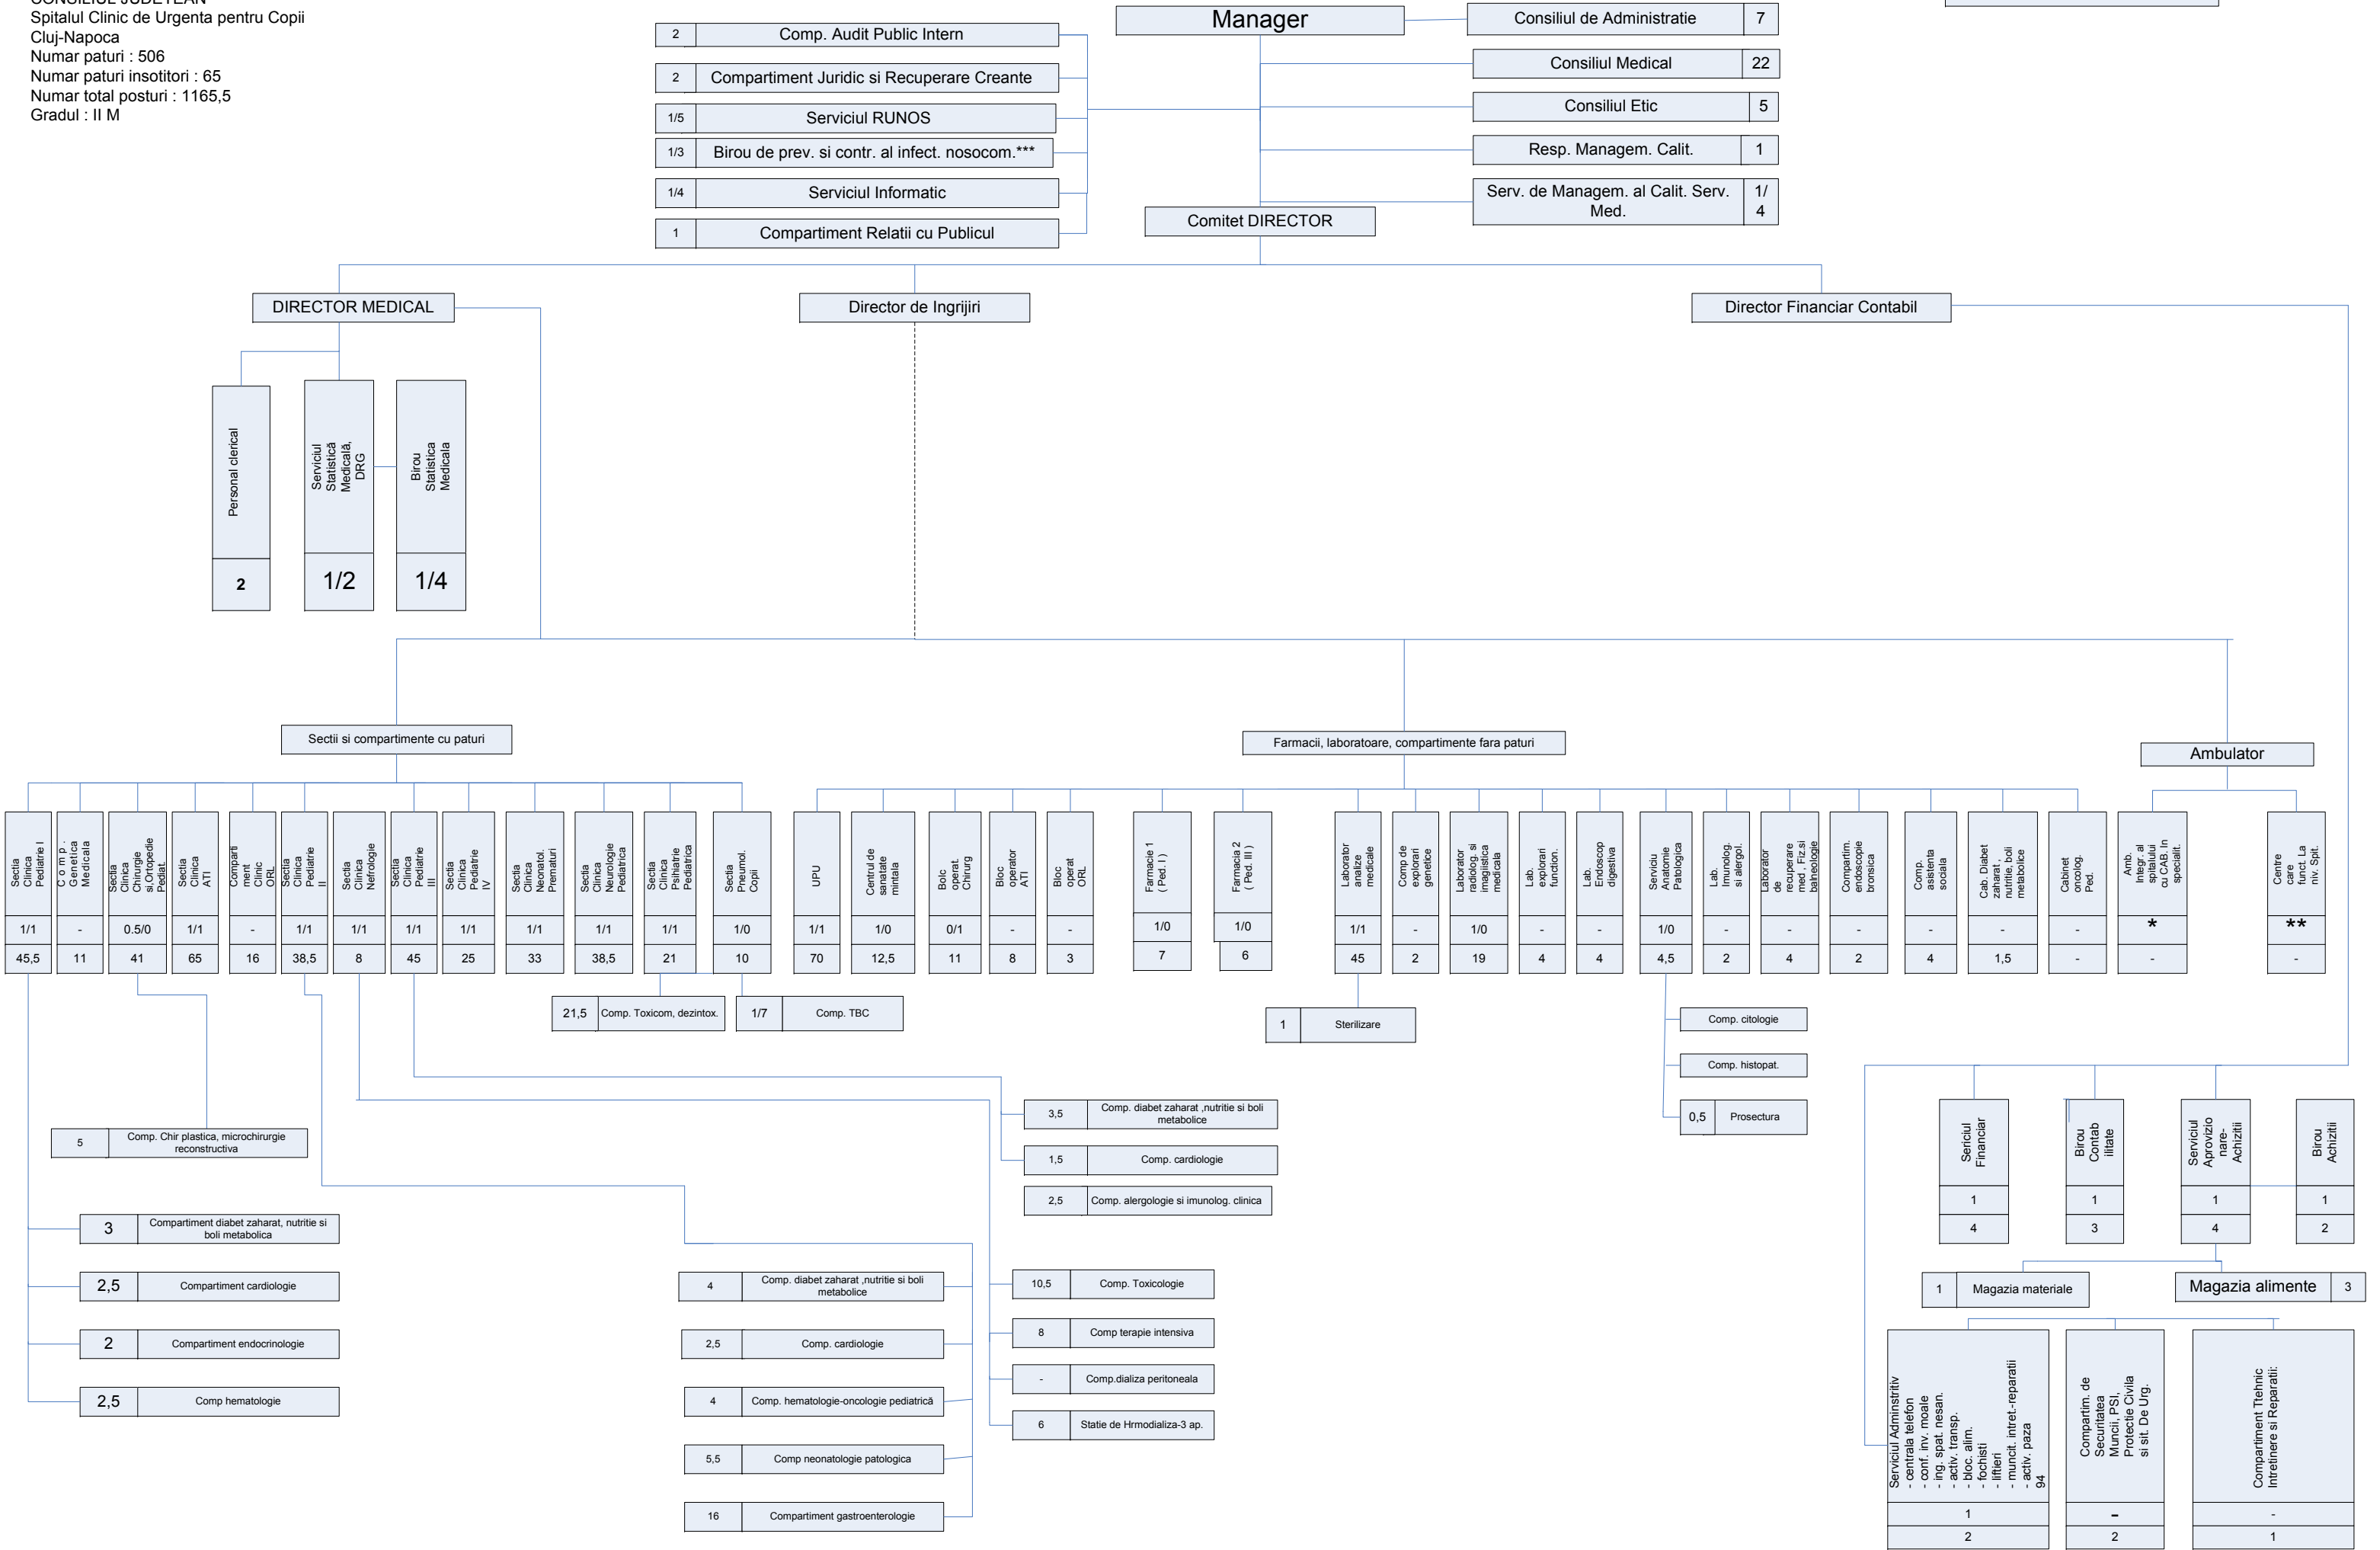 CONSILIUL JUDETEAN
Spitalul Clinic de Urgenta pentru Copii
Cluj-Napoca
Numar paturi : 506
Numar paturi insotitori : 65
Numar total posturi : 1165,5
Gradul : II M
Manager
2 Comp. Audit Public Intern
2 Compartiment Juridic si Recuperare Creante
1/5 Serviciul RUNOS
1/3 Birou de prev. si contr. al infect. nosocom.***
1/4 Serviciul Informatic
1 Compartiment Relatii cu Publicul
Consiliul de Administratie 7
Consiliul Medical 22
Consiliul Etic 5
Resp. Managem. Calit. 1
Serv. de Managem. al Calit. Serv.
Med.
1/
4
Comitet DIRECTOR
DIRECTOR MEDICAL
Director de Ingrijiri
Director Financiar Contabil
Personal clerical
2
Serviciul
Statistică
Medicală,
DRG
1/2
Birou
Statistica
Medicala
1/4
Sectii si compartimente cu paturi
Farmacii, laboratoare, compartimente fara paturi
Ambulator
Sectia
Clinica
Pediatrie I
1/1
45,5
C o m p .
Genetica
Medicala
-
11
Sectia
Clinica
Chirurgie
si,Ortopedie
Pediat.
0.5/0
41
Sectia
Clinica
ATI
1/1
65
Comparti
ment
Clinic
ORL
-
16
Sectia
Clinica
Pediatrie
II
1/1
38,5
Sectia
Clinica
Nefrologie
1/1
8
Sectia
Clinica
Pediatrie
III
1/1
45
Sectia
Clinica
Pediatrie
IV
1/1
25
Sectia
Clinica
Neonatol.
Prematuri
1/1
33
Sectia
Clinica
Neurologie
Pediatrica
1/1
38,5
Sectia
Clinica
Psihiatrie
Pediatrica
1/1
21
Sectia
Pneumol.
Copii
1/0
10
UPU
1/1
70
Centrul de
sanatate
mintala
1/0
12,5
Bolc
operat.
Chirurg
0/1
11
Bloc
operator
ATI
-
8
Bloc
operat
ORL
-
3
Farmacie 1
( Ped. I )
1/0
7
Farmacia 2
( Ped. III )
1/0
6
Laborator
analize
medicale
1/1
45
Comp de
explorari
genetice
-
2
Laborator
radiolog. si
imagistica
medicala
1/0
19
Lab.
explorari
function.
-
4
Lab.
Endoscop
digestiva
-
4
Serviciu
Anatomie
Patologica
1/0
4,5
Lab.
Imunolog.
si alergol.
-
2
Laborator
de
recuperare
med , Fiz.si
balneologie
-
4
Compartim.
endoscopie
bronsica
-
2
Comp.
asistenta
sociala
-
4
Cab. Diabet
zaharat ,
nutritie, boli
metabolice
-
1,5
Cabinet
oncolog.
Ped.
-
-
Amb.
Integr. al
spitalului
cu CAB. In
specialit.
*
-
Centre
care
funct. La
niv. Spit.
**
-
21,5 Comp. Toxicom, dezintox.
1/7 Comp. TBC
1 Sterilizare
Comp. citologie
Comp. histopat.
0,5 Prosectura
5 Comp. Chir plastica, microchirurgie
reconstructiva
3 Compartiment diabet zaharat, nutritie si
boli metabolica
2,5 Compartiment cardiologie
2 Compartiment endocrinologie
2,5 Comp hematologie
3,5 Comp. diabet zaharat ,nutritie si boli
metabolice
1,5 Comp. cardiologie
2,5 Comp. alergologie si imunolog. clinica
4 Comp. diabet zaharat ,nutritie si boli
metabolice
2,5 Comp. cardiologie
4 Comp. hematologie-oncologie pediatrică
5,5 Comp neonatologie patologica
16 Compartiment gastroenterologie
10,5 Comp. Toxicologie
8 Comp terapie intensiva
- Comp.dializa peritoneala
6 Statie de Hrmodializa-3 ap.
Sericiul
Financiar
1
4
Birou
Contab
ilitate
1
3
Serviciul
Aprovizio
nare-
Achizitii
1
4
Birou
Achizitii
1
2
1 Magazia materiale
Magazia alimente 3
Serviciul Adminstritiv
- centrala telefon
- conf. inv. moale
- ing. spat. nesan.
- activ. transp.
- bloc. alim.
- fochisti
- liftieri
- muncit. intret.-reparatii
- activ. paza
94
1
2
Compartim. de
Securitatea
Muncii, PSI,
Protectie Civila
si sit. De Urg.
-
2
Compartiment Ttehnic
Intretinere si Reparatii:
-
1